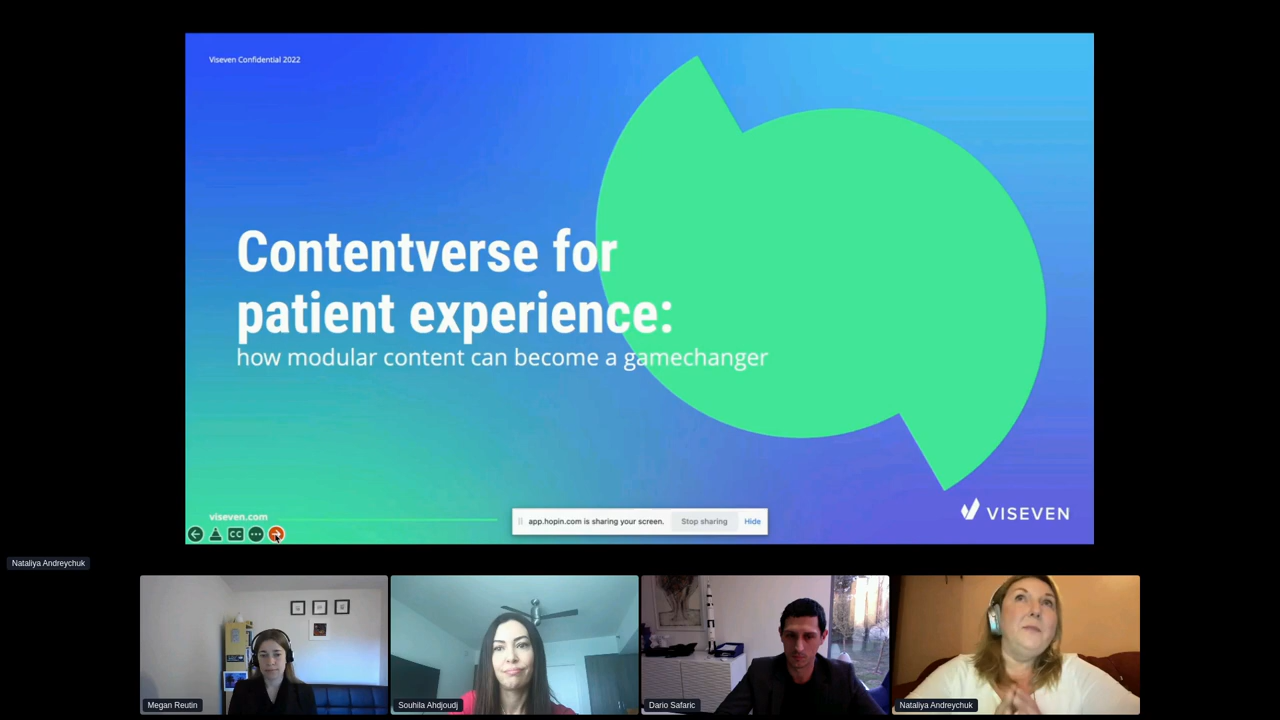 Viseven Confidential 2022
Contentverse for
patient experience:
how modular content can become a gamechanger
viseven.com
VISEVEN
app.hopin.com is sharing your screen.
Stop sharing
Hide
CC
Nataliya Andreychuk
Megan Reutin
Souhila Ahdjoudj
Dario Safaric
Nataliya Andreychuk